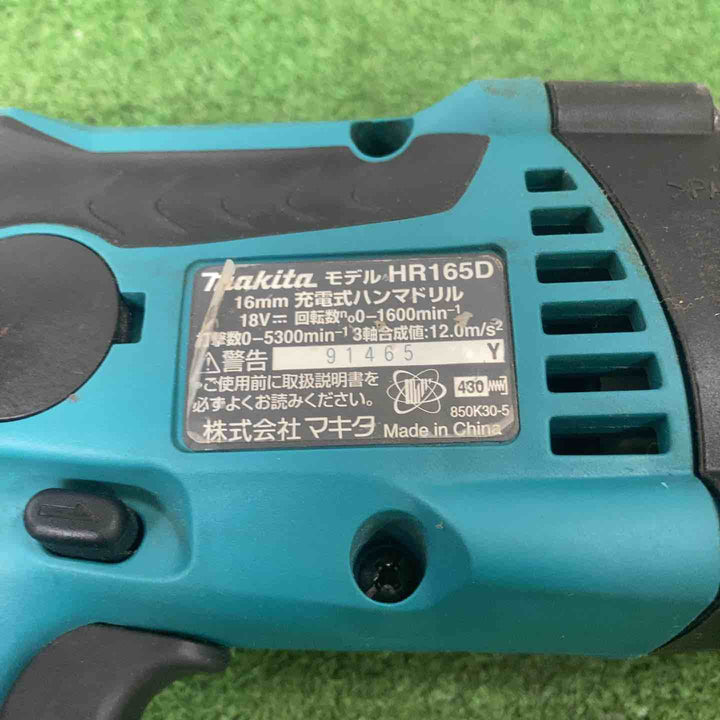 makita モデル HR165D
16mm 充電式ハンマドリル
18V⎓ 回転数n₀0-1600min⁻¹
打撃数0-5300min⁻¹ 3軸合成値:12.0m/s²
⚠警告 91465 Y
ご使用前に取扱説明書を
必ずよくお読みください。
430
850K30-5
株式会社 マキタ Made in China